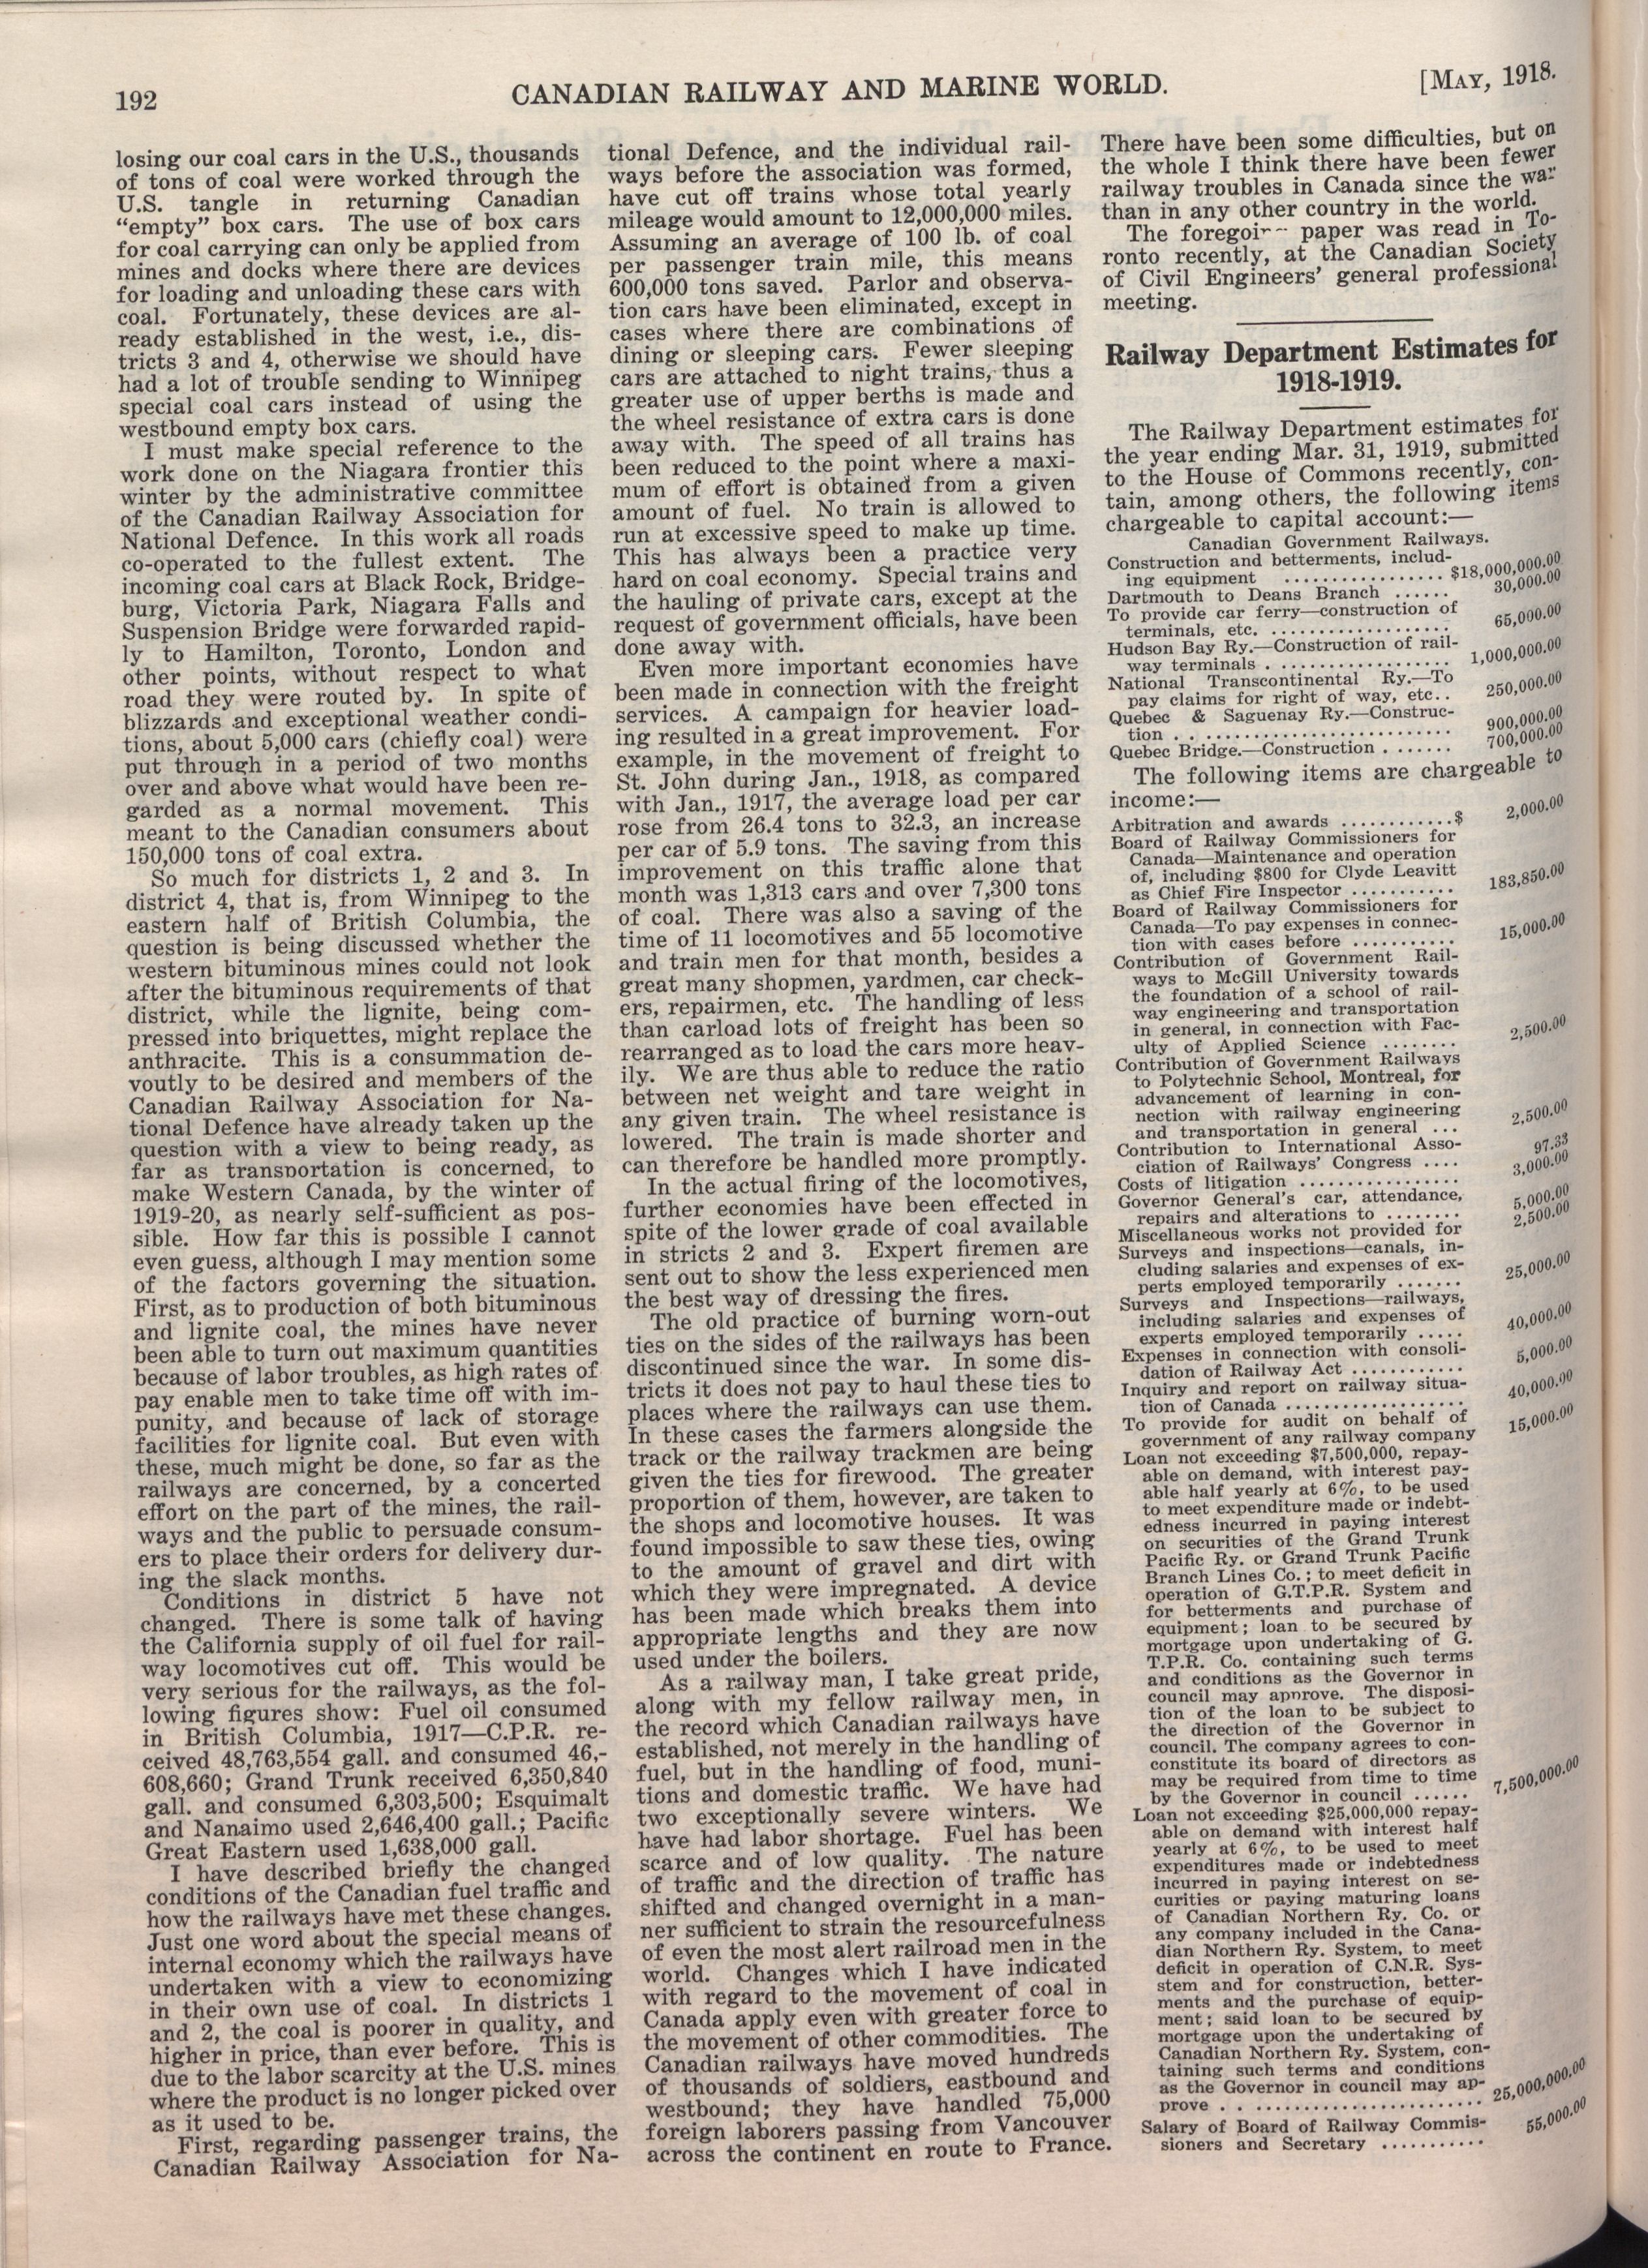 192
CANADIAN RAILWAY AND MARINE WORLD.
[MAY, 1918.
losing our coal cars in the U.S., thousands
of tons of coal were worked through the
U.S. tangle in returning Canadian
“empty” box cars. The use of box cars
for coal carrying can only be applied from
mines and docks where there are devices
for loading and unloading these cars with
coal. Fortunately, these devices are al-
ready established in the west, i.e., dis-
tricts 3 and 4, otherwise we should have
had a lot of trouble sending to Winnipeg
special coal cars instead of using the
westbound empty box cars.
I must make special reference to the
work done on the Niagara frontier this
winter by the administrative committee
of the Canadian Railway Association for
National Defence. In this work all roads
co-operated to the fullest extent. The
incoming coal cars at Black Rock, Bridge-
burg, Victoria Park, Niagara Falls and
Suspension Bridge were forwarded rapid-
ly to Hamilton, Toronto, London and
other points, without respect to what
road they were routed by. In spite of
blizzards and exceptional weather condi-
tions, about 5,000 cars (chiefly coal) were
put through in a period of two months
over and above what would have been re-
garded as a normal movement. This
meant to the Canadian consumers about
150,000 tons of coal extra.
So much for districts 1, 2 and 3. In
district 4, that is, from Winnipeg to the
eastern half of British Columbia, the
question is being discussed whether the
western bituminous mines could not look
after the bituminous requirements of that
district, while the lignite, being com-
pressed into briquettes, might replace the
anthracite. This is a consummation de-
voutly to be desired and members of the
Canadian Railway Association for Na-
tional Defence have already taken up the
question with a view to being ready, as
far as transportation is concerned, to
make Western Canada, by the winter of
1919-20, as nearly self-sufficient as pos-
sible. How far this is possible I cannot
even guess, although I may mention some
of the factors governing the situation.
First, as to production of both bituminous
and lignite coal, the mines have never
been able to turn out maximum quantities
because of labor troubles, as high rates of
pay enable men to take time off with im-
punity, and because of lack of storage
facilities for lignite coal. But even with
these, much might be done, so far as the
railways are concerned, by a concerted
effort on the part of the mines, the rail-
ways and the public to persuade consum-
ers to place their orders for delivery dur-
ing the slack months.
Conditions in district 5 have not
changed. There is some talk of having
the California supply of oil fuel for rail-
way locomotives cut off. This would be
very serious for the railways, as the fol-
lowing figures show: Fuel oil consumed
in British Columbia, 1917—C.P.R. re-
ceived 48,763,554 gall. and consumed 46,-
608,660; Grand Trunk received 6,350,840
gall. and consumed 6,303,500; Esquimalt
and Nanaimo used 2,646,400 gall.; Pacific
Great Eastern used 1,638,000 gall.
I have described briefly the changed
conditions of the Canadian fuel traffic and
how the railways have met these changes.
Just one word about the special means of
internal economy which the railways have
undertaken with a view to economizing
in their own use of coal. In districts 1
and 2, the coal is poorer in quality, and
higher in price, than ever before. This is
due to the labor scarcity at the U.S. mines
where the product is no longer picked over
as it used to be.
First, regarding passenger trains, the
Canadian Railway Association for Na-
tional Defence, and the individual rail-
ways before the association was formed,
have cut off trains whose total yearly
mileage would amount to 12,000,000 miles.
Assuming an average of 100 lb. of coal
per passenger train mile, this means
600,000 tons saved. Parlor and observa-
tion cars have been eliminated, except in
cases where there are combinations of
dining or sleeping cars. Fewer sleeping
cars are attached to night trains, thus a
greater use of upper berths is made and
the wheel resistance of extra cars is done
away with. The speed of all trains has
been reduced to the point where a maxi-
mum of effort is obtained from a given
amount of fuel. No train is allowed to
run at excessive speed to make up time.
This has always been a practice very
hard on coal economy. Special trains and
the hauling of private cars, except at the
request of government officials, have been
done away with.
Even more important economies have
been made in connection with the freight
services. A campaign for heavier load-
ing resulted in a great improvement. For
example, in the movement of freight to
St. John during Jan., 1918, as compared
with Jan., 1917, the average load per car
rose from 26.4 tons to 32.3, an increase
per car of 5.9 tons. The saving from this
improvement on this traffic alone that
month was 1,313 cars and over 7,300 tons
of coal. There was also a saving of the
time of 11 locomotives and 55 locomotive
and train men for that month, besides a
great many shopmen, yardmen, car check-
ers, repairmen, etc. The handling of less
than carload lots of freight has been so
rearranged as to load the cars more heav-
ily. We are thus able to reduce the ratio
between net weight and tare weight in
any given train. The wheel resistance is
lowered. The train is made shorter and
can therefore be handled more promptly.
In the actual firing of the locomotives,
further economies have been effected in
spite of the lower grade of coal available
in stricts 2 and 3. Expert firemen are
sent out to show the less experienced men
the best way of dressing the fires.
The old practice of burning worn-out
ties on the sides of the railways has been
discontinued since the war. In some dis-
tricts it does not pay to haul these ties to
places where the railways can use them.
In these cases the farmers alongside the
track or the railway trackmen are being
given the ties for firewood. The greater
proportion of them, however, are taken to
the shops and locomotive houses. It was
found impossible to saw these ties, owing
to the amount of gravel and dirt with
which they were impregnated. A device
has been made which breaks them into
appropriate lengths and they are now
used under the boilers.
As a railway man, I take great pride,
along with my fellow railway men, in
the record which Canadian railways have
established, not merely in the handling of
fuel, but in the handling of food, muni-
tions and domestic traffic. We have had
two exceptionally severe winters. We
have had labor shortage. Fuel has been
scarce and of low quality. The nature
of traffic and the direction of traffic has
shifted and changed overnight in a man-
ner sufficient to strain the resourcefulness
of even the most alert railroad men in the
world. Changes which I have indicated
with regard to the movement of coal in
Canada apply even with greater force to
the movement of other commodities. The
Canadian railways have moved hundreds
of thousands of soldiers, eastbound and
westbound; they have handled 75,000
foreign laborers passing from Vancouver
across the continent en route to France.
There have been some difficulties, but on
the whole I think there have been fewer
railway troubles in Canada since the war
than in any other country in the world.
The paper was read in To-
ronto recently, at the Canadian Society
of Civil Engineers’ general professional
meeting.
Railway Department Estimates for
1918-1919.
The Railway Department estimates for
the year ending Mar. 31, 1919, submitted
to the House of Commons recently, con-
tain, among others, the following items
chargeable to capital account:—
Canadian Government Railways.
Construction and betterments, includ-
ing equipment ................ $18,000,000.00
Dartmouth to Deans Branch ...... 30,000.00
To provide car ferry—construction of
terminals, etc. .................. 65,000.00
Hudson Bay Ry.—Construction of rail-
way terminals . ................. 1,000,000.00
National Transcontinental Ry.—To
pay claims for right of way, etc.. 250,000.00
Quebec & Saguenay Ry.—Construc-
tion . . .......................... 900,000.00
Quebec Bridge.—Construction ....... 700,000.00
The following items are chargeable to
income:—
Arbitration and awards ............$ 2,000.00
Board of Railway Commissioners for
Canada—Maintenance and operation
of, including $800 for Clyde Leavitt
as Chief Fire Inspector ........... 183,850.00
Board of Railway Commissioners for
Canada—To pay expenses in connec-
tion with cases before ........... 15,000.00
Contribution of Government Rail-
ways to McGill University towards
the foundation of a school of rail-
way engineering and transportation
in general, in connection with Fac-
ulty of Applied Science ........ 2,500.00
Contribution of Government Railways
to Polytechnic School, Montreal, for
advancement of learning in con-
nection with railway engineering
and transportation in general ... 2,500.00
Contribution to International Asso-
ciation of Railways’ Congress .... 97.33
Costs of litigation ................ 3,000.00
Governor General’s car, attendance,
repairs and alterations to ........ 5,000.00
Miscellaneous works not provided for 2,500.00
Surveys and inspections—canals, in-
cluding salaries and expenses of ex-
perts employed temporarily ....... 25,000.00
Surveys and Inspections—railways,
including salaries and expenses of
experts employed temporarily ..... 40,000.00
Expenses in connection with consoli-
dation of Railway Act ............ 5,000.00
Inquiry and report on railway situa-
tion of Canada .................. 40,000.00
To provide for audit on behalf of
government of any railway company 15,000.00
Loan not exceeding $7,500,000, repay-
able on demand, with interest pay-
able half yearly at 6%, to be used
to meet expenditure made or indebt-
edness incurred in paying interest
on securities of the Grand Trunk
Pacific Ry. or Grand Trunk Pacific
Branch Lines Co.; to meet deficit in
operation of G.T.P.R. System and
for betterments and purchase of
equipment; loan to be secured by
mortgage upon undertaking of G.
T.P.R. Co. containing such terms
and conditions as the Governor in
council may approve. The disposi-
tion of the loan to be subject to
the direction of the Governor in
council. The company agrees to con-
constitute its board of directors as
may be required from time to time
by the Governor in council ...... 7,500,000.00
Loan not exceeding $25,000,000 repay-
able on demand with interest half
yearly at 6%, to be used to meet
expenditures made or indebtedness
incurred in paying interest on se-
curities or paying maturing loans
of Canadian Northern Ry. Co. or
any company included in the Cana-
dian Northern Ry. System, to meet
deficit in operation of C.N.R. Sys-
stem and for construction, better-
ments and the purchase of equip-
ment; said loan to be secured by
mortgage upon the undertaking of
Canadian Northern Ry. System, con-
taining such terms and conditions
as the Governor in council may ap-
prove . . ........................ 25,000,000.00
Salary of Board of Railway Commis-
sioners and Secretary ........... 55,000.00